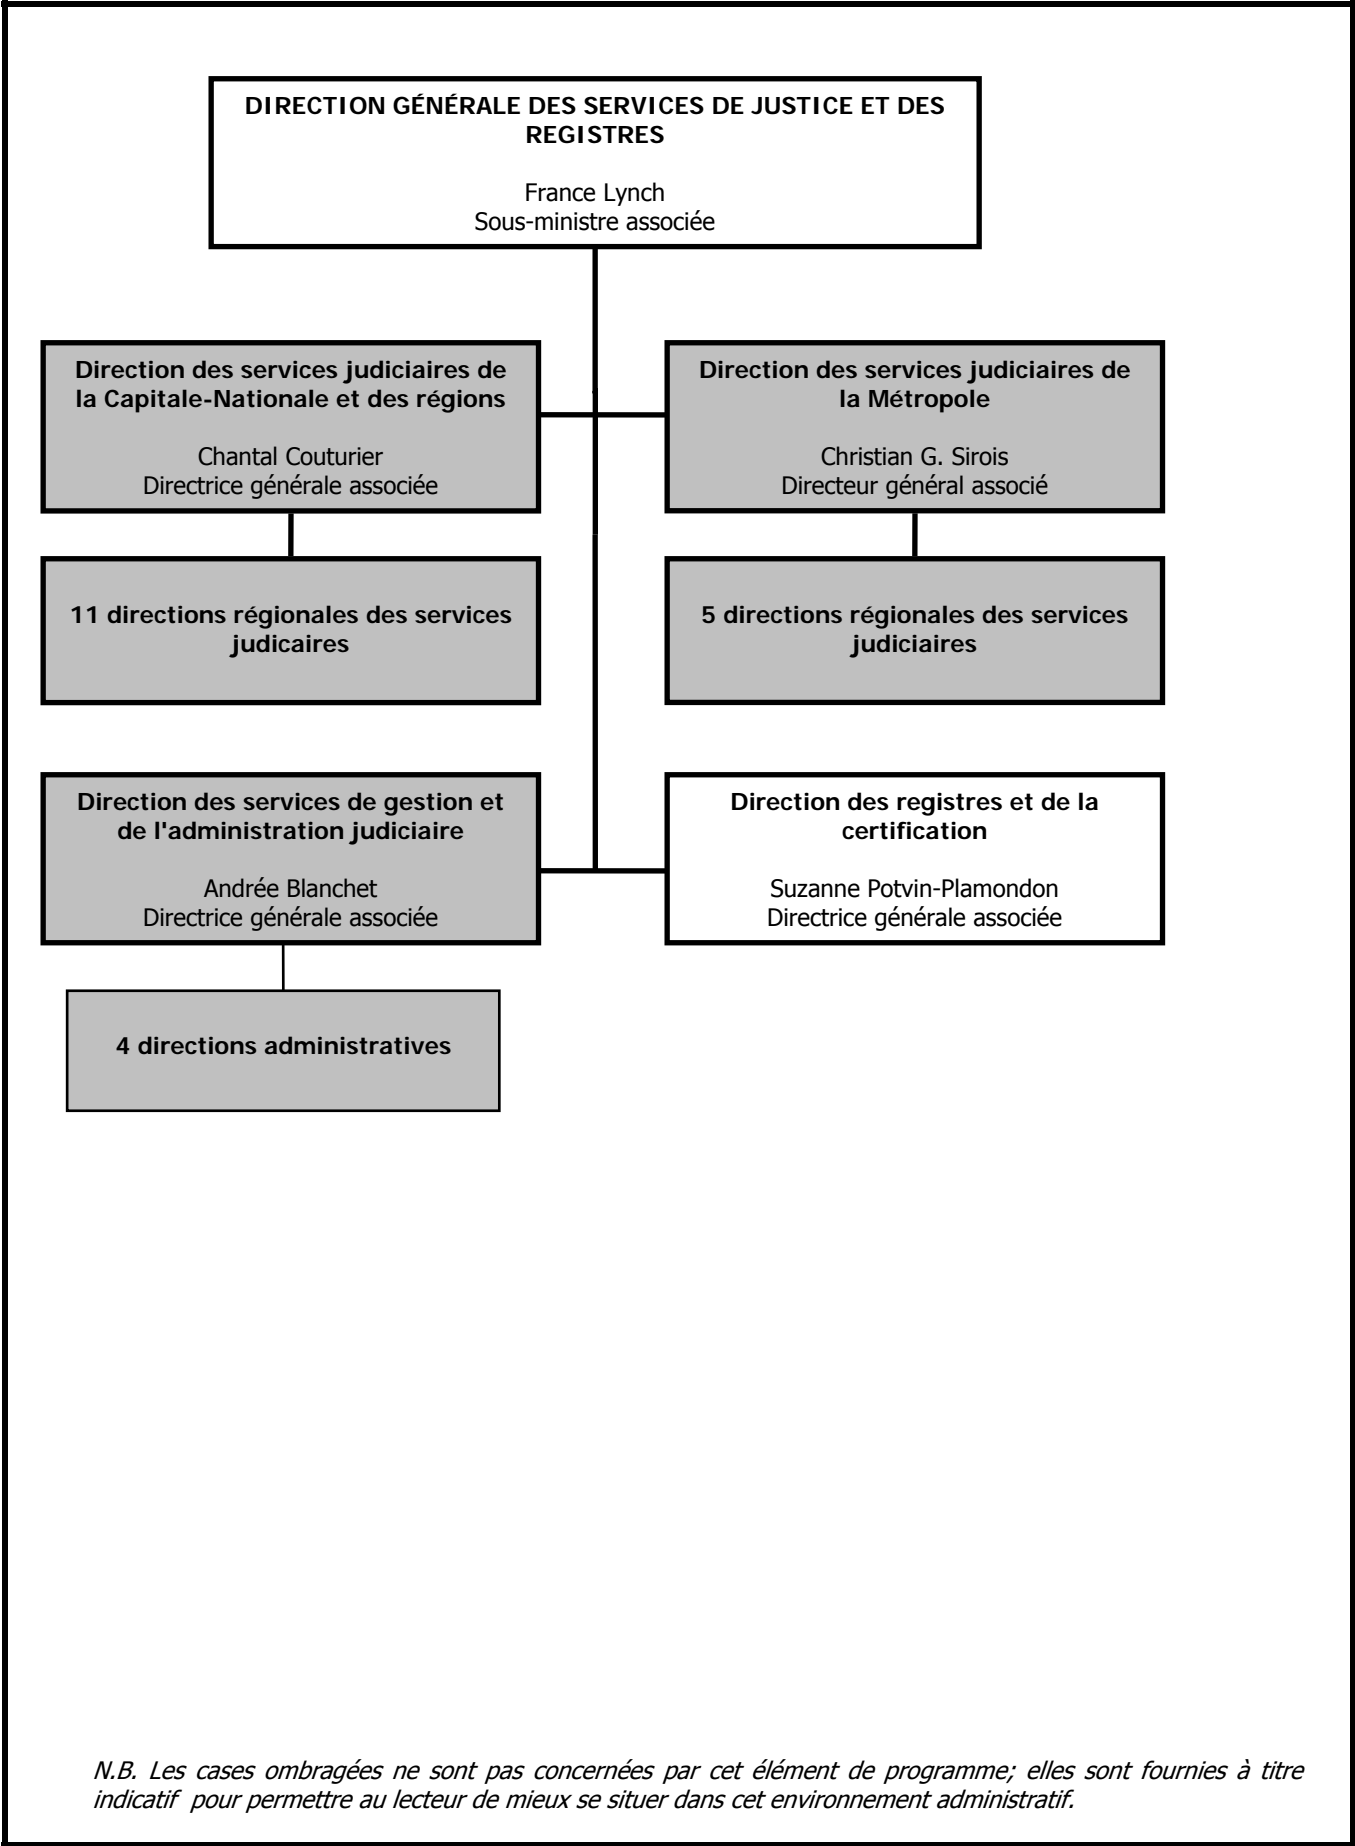 DIRECTION GÉNÉRALE DES SERVICES DE JUSTICE ET DES
REGISTRES
France Lynch
Sous-ministre associée
Direction des services judiciaires de
la Capitale-Nationale et des régions
Chantal Couturier
Directrice générale associée
Direction des services judiciaires de
la Métropole
Christian G. Sirois
Directeur général associé
11 directions régionales des services
judicaires
5 directions régionales des services
judiciaires
Direction des services de gestion et
de l'administration judiciaire
Andrée Blanchet
Directrice générale associée
Direction des registres et de la
certification
Suzanne Potvin-Plamondon
Directrice générale associée
4 directions administratives
N.B. Les cases ombragées ne sont pas concernées par cet élément de programme; elles sont fournies à titre
indicatif pour permettre au lecteur de mieux se situer dans cet environnement administratif.